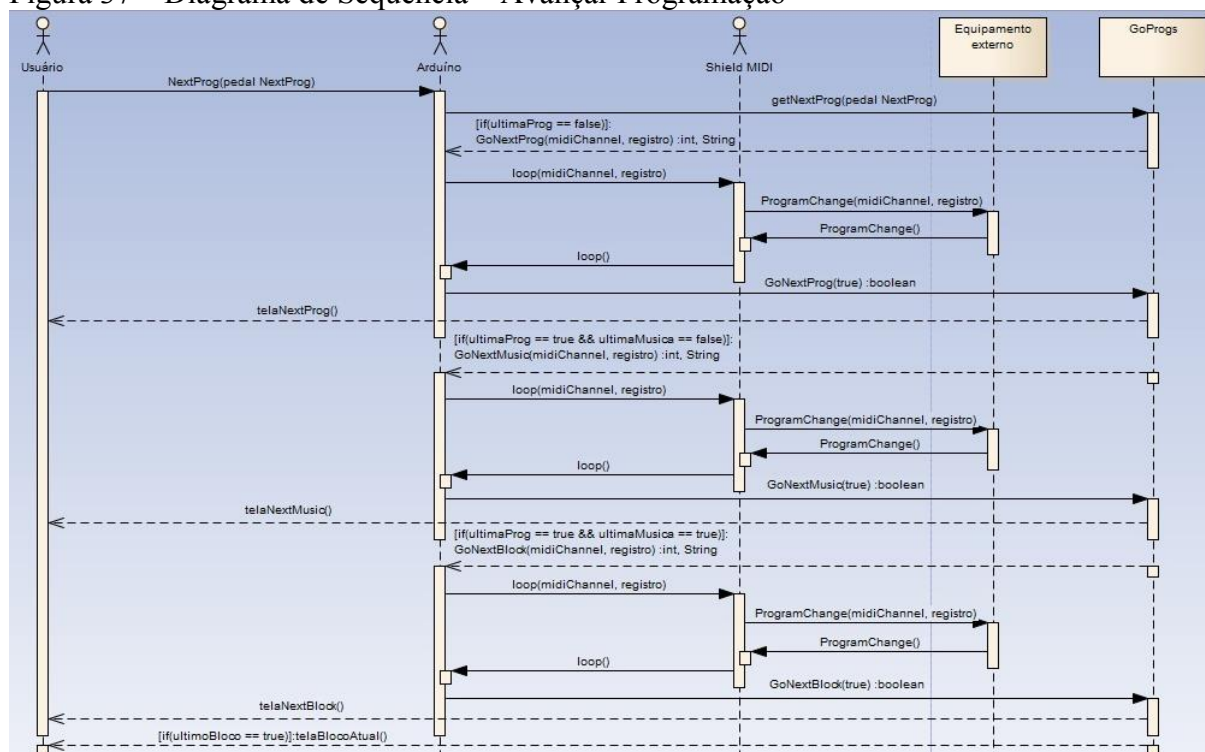 Figura 37 – Diagrama de Sequência – Avançar Programação
Usuário
Arduíno
Shield MIDI
Equipamento
externo
GoProgs
NextProg(pedal NextProg)
getNextProg(pedal NextProg)
[if(ultimaProg == false)]:
GoNextProg(midiChannel, registro) :int, String
loop(midiChannel, registro)
ProgramChange(midiChannel, registro)
ProgramChange()
loop()
GoNextProg(true) :boolean
telaNextProg()
[if(ultimaProg == true && ultimaMusica == false)]:
GoNextMusic(midiChannel, registro) :int, String
loop(midiChannel, registro)
ProgramChange(midiChannel, registro)
ProgramChange()
loop()
GoNextMusic(true) :boolean
telaNextMusic()
[if(ultimaProg == true && ultimaMusica == true)]:
GoNextBlock(midiChannel, registro) :int, String
loop(midiChannel, registro)
ProgramChange(midiChannel, registro)
ProgramChange()
loop()
GoNextBlock(true) :boolean
telaNextBlock()
[if(ultimoBloco == true)]:telaBlocoAtual()